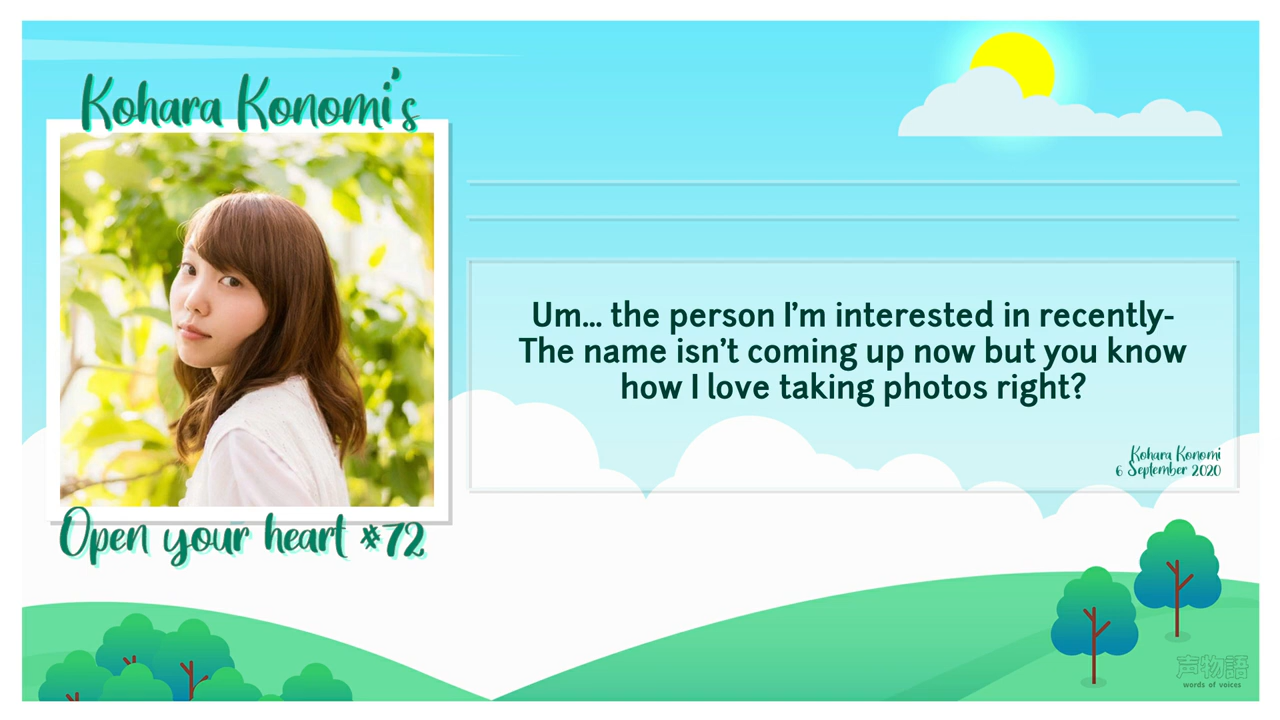 Kohara Konomi's
Open your heart #72
Um... the person I'm interested in recently-
The name isn't coming up now but you know
how I love taking photos right?
Kohara Konomi
6 September 2020
声物語
words of voices